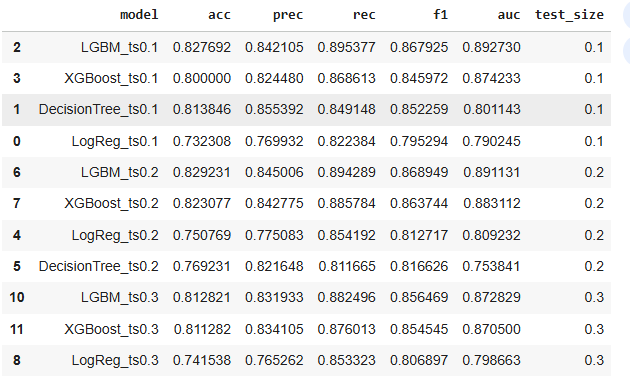 model acc prec rec f1 auc test_size
2 LGBM_ts0.1 0.827692 0.842105 0.895377 0.867925 0.892730 0.1
3 XGBoost_ts0.1 0.800000 0.824480 0.868613 0.845972 0.874233 0.1
1 DecisionTree_ts0.1 0.813846 0.855392 0.849148 0.852259 0.801143 0.1
0 LogReg_ts0.1 0.732308 0.769932 0.822384 0.795294 0.790245 0.1
6 LGBM_ts0.2 0.829231 0.845006 0.894289 0.868949 0.891131 0.2
7 XGBoost_ts0.2 0.823077 0.842775 0.885784 0.863744 0.883112 0.2
4 LogReg_ts0.2 0.750769 0.775083 0.854192 0.812717 0.809232 0.2
5 DecisionTree_ts0.2 0.769231 0.821648 0.811665 0.816626 0.753841 0.2
10 LGBM_ts0.3 0.812821 0.831933 0.882496 0.856469 0.872829 0.3
11 XGBoost_ts0.3 0.811282 0.834105 0.876013 0.854545 0.870500 0.3
8 LogReg_ts0.3 0.741538 0.765262 0.853323 0.806897 0.798663 0.3